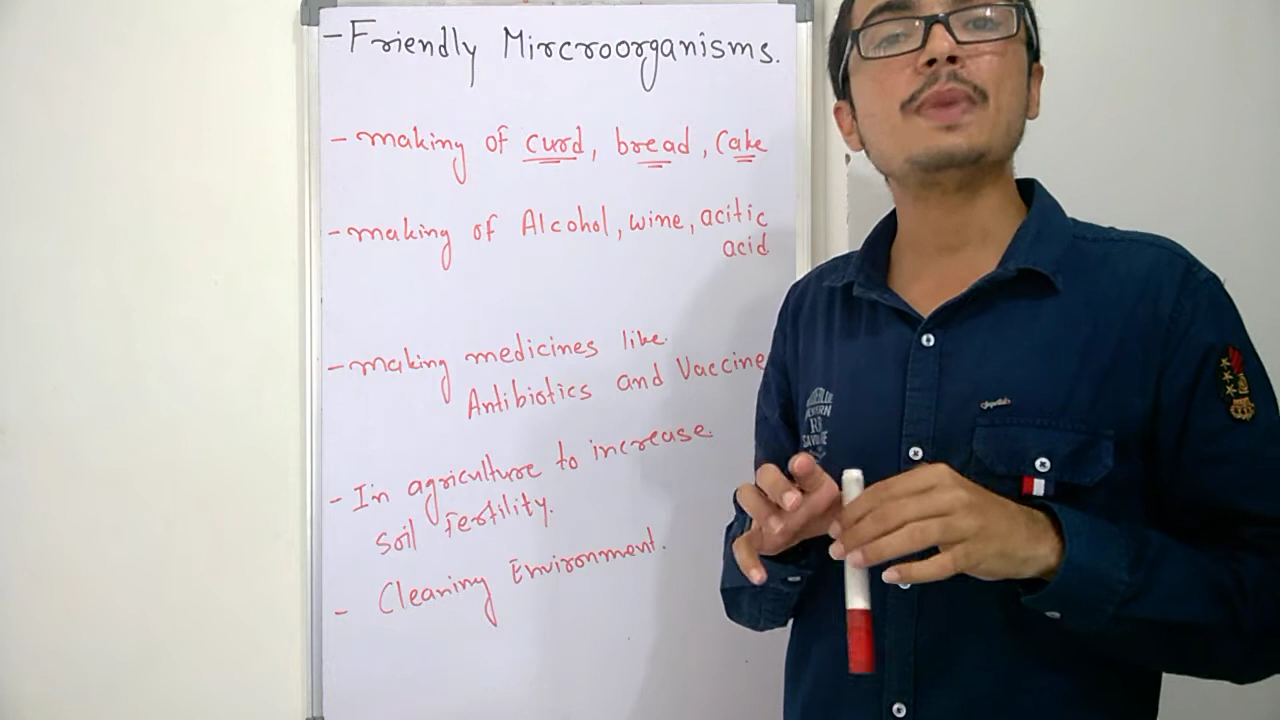 - Friendly Mircroorganisms.
- making of curd, bread, Cake
- making of Alcohol, wine, acitic
acid
- making medicines like
Antibiotics and Vaccine
- In agriculture to increase
soil fertility.
- Cleaning Environment.